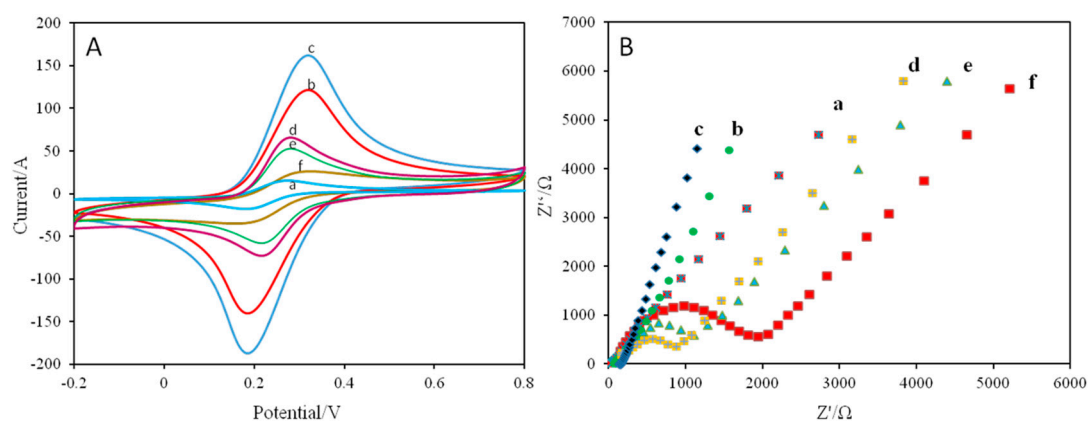 A
200
150
100
50
0
-50
-100
-150
-200
-0.2 0 0.2 0.4 0.6 0.8
Current/A
Potential/V
c
b
d
e
f
a
B
7000
6000
5000
4000
3000
2000
1000
0
0 1000 2000 3000 4000 5000 6000
Z'‘/Ω
Z'/Ω
d e f
a
c b